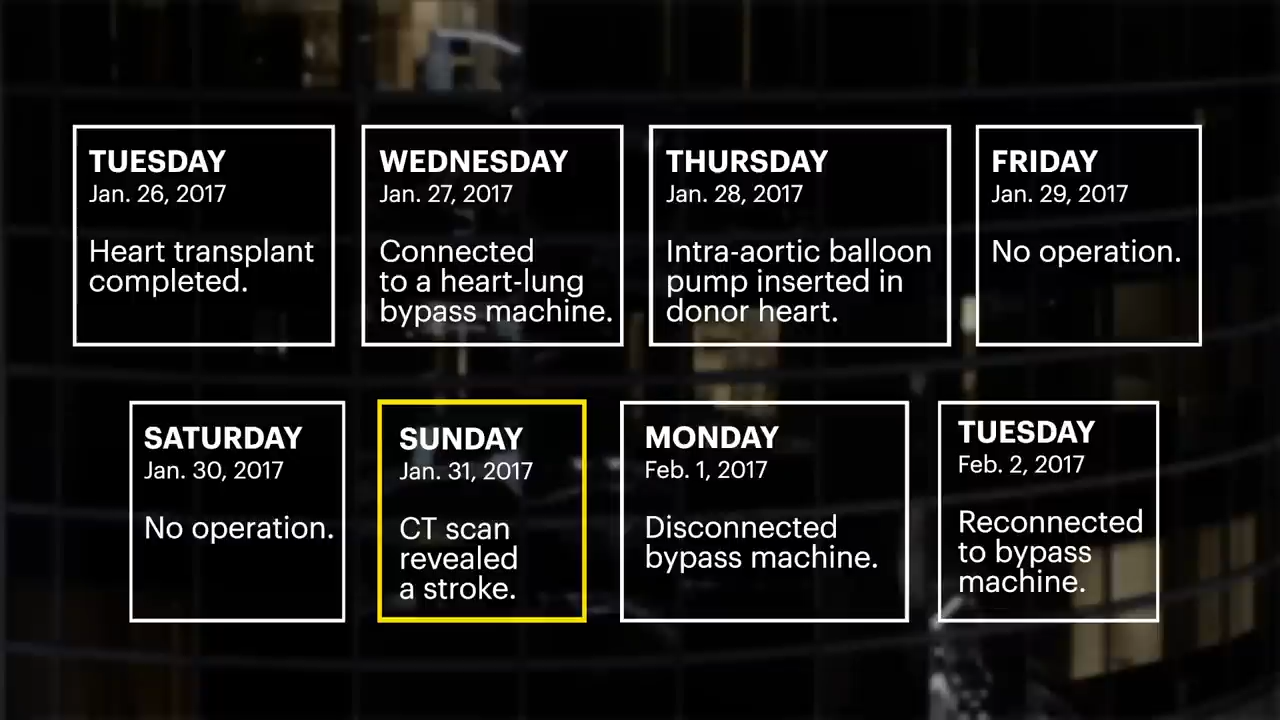 TUESDAY
Jan. 26, 2017
Heart transplant
completed.
WEDNESDAY
Jan. 27, 2017
Connected
to a heart-lung
bypass machine.
THURSDAY
Jan. 28, 2017
Intra-aortic balloon
pump inserted in
donor heart.
FRIDAY
Jan. 29, 2017
No operation.
SATURDAY
Jan. 30, 2017
No operation.
SUNDAY
Jan. 31, 2017
CT scan
revealed
a stroke.
MONDAY
Feb. 1, 2017
Disconnected
bypass machine.
TUESDAY
Feb. 2, 2017
Reconnected
to bypass
machine.